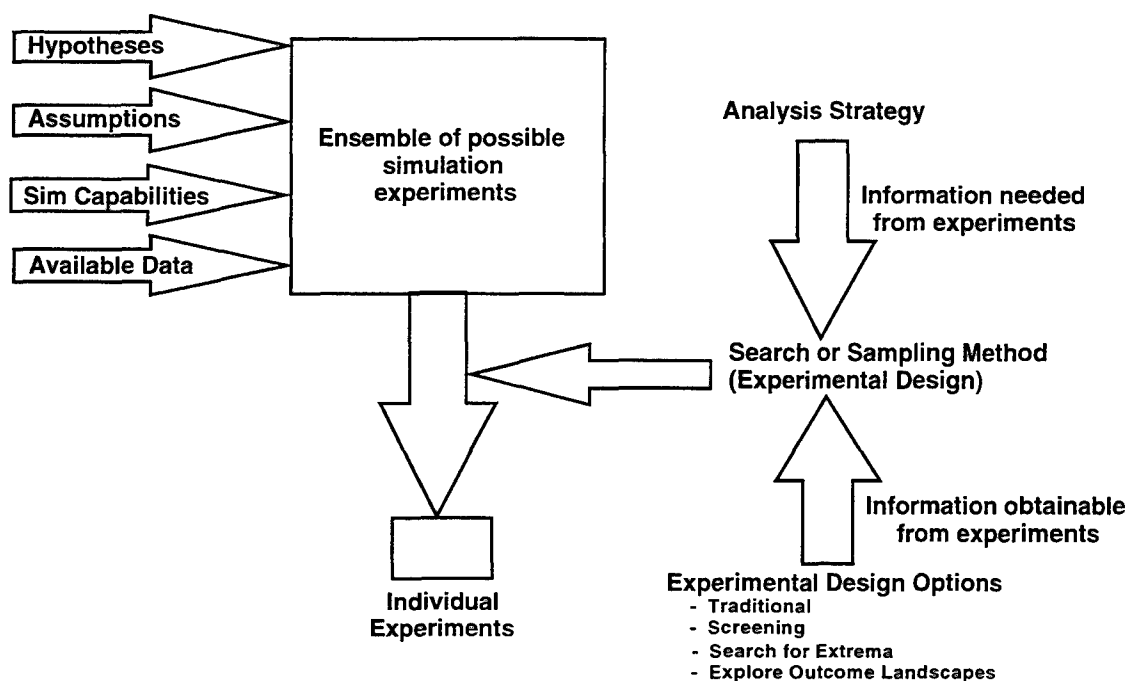 Hypotheses
Assumptions
Sim Capabilities
Available Data
Ensemble of possible
simulation
experiments
Analysis Strategy
Information needed
from experiments
Search or Sampling Method
(Experimental Design)
Information obtainable
from experiments
Individual
Experiments
Experimental Design Options
- Traditional
- Screening
- Search for Extrema
- Explore Outcome Landscapes